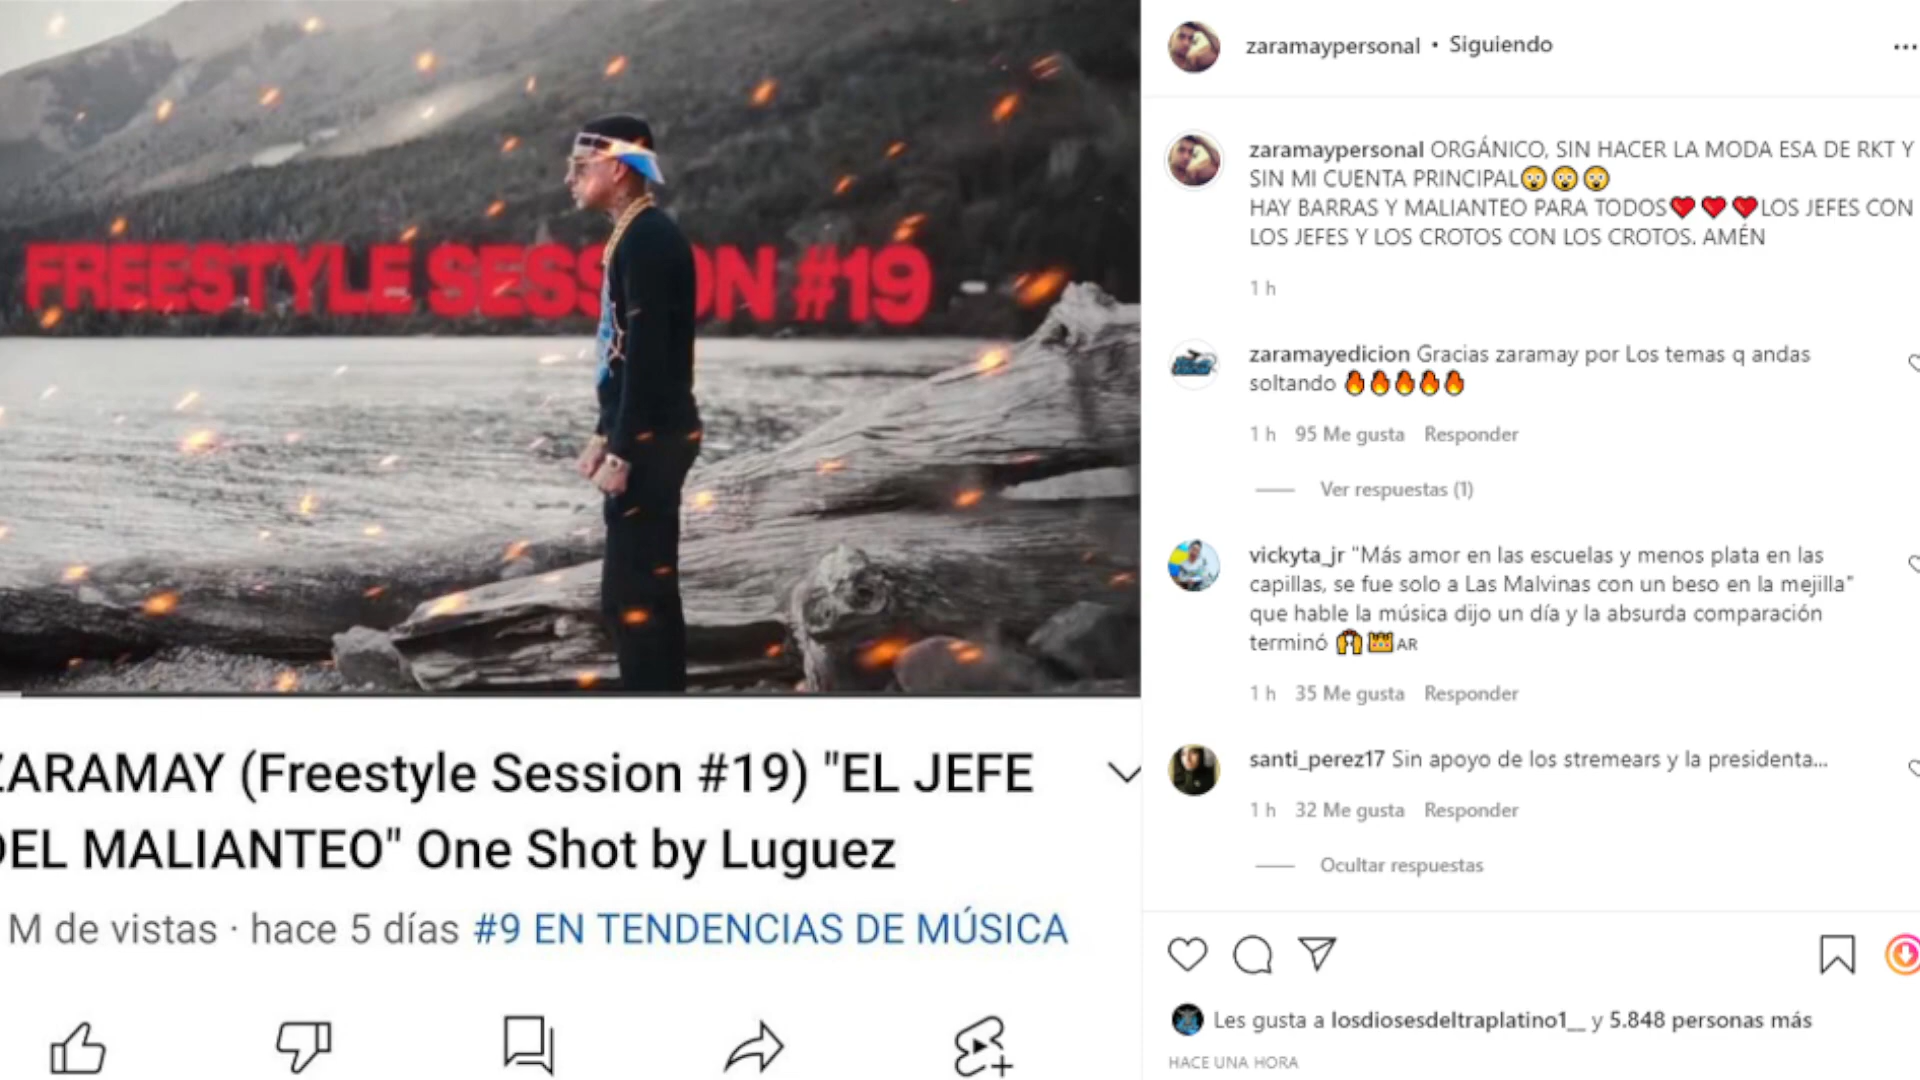 FREESTYLE SESSION #19
ZARAMAY (Freestyle Session #19) "EL JEFE
DEL MALIANTEO" One Shot by Luguez
M de vistas · hace 5 días #9 EN TENDENCIAS DE MÚSICA
zaramaypersonal • Siguiendo
zaramaypersonal ORGÁNICO, SIN HACER LA MODA ESA DE RKT Y
SIN MI CUENTA PRINCIPAL😲😲😲
HAY BARRAS Y MALIANTEO PARA TODOS❤️❤️❤️LOS JEFES CON
LOS JEFES Y LOS CROTOS CON LOS CROTOS. AMÉN
1 h
zaramayedicion Gracias zaramay por Los temas q andas
soltando 🔥🔥🔥🔥🔥
1 h 95 Me gusta Responder
Ver respuestas (1)
vickyta_jr "Más amor en las escuelas y menos plata en las
capillas, se fue solo a Las Malvinas con un beso en la mejilla"
que hable la música dijo un día y la absurda comparación
terminó 🙌👑AR
1 h 35 Me gusta Responder
santi_perez17 Sin apoyo de los stremears y la presidenta...
1 h 32 Me gusta Responder
Ocultar respuestas
Les gusta a losdiosesdeltraplatino1__ y 5.848 personas más
HACE UNA HORA